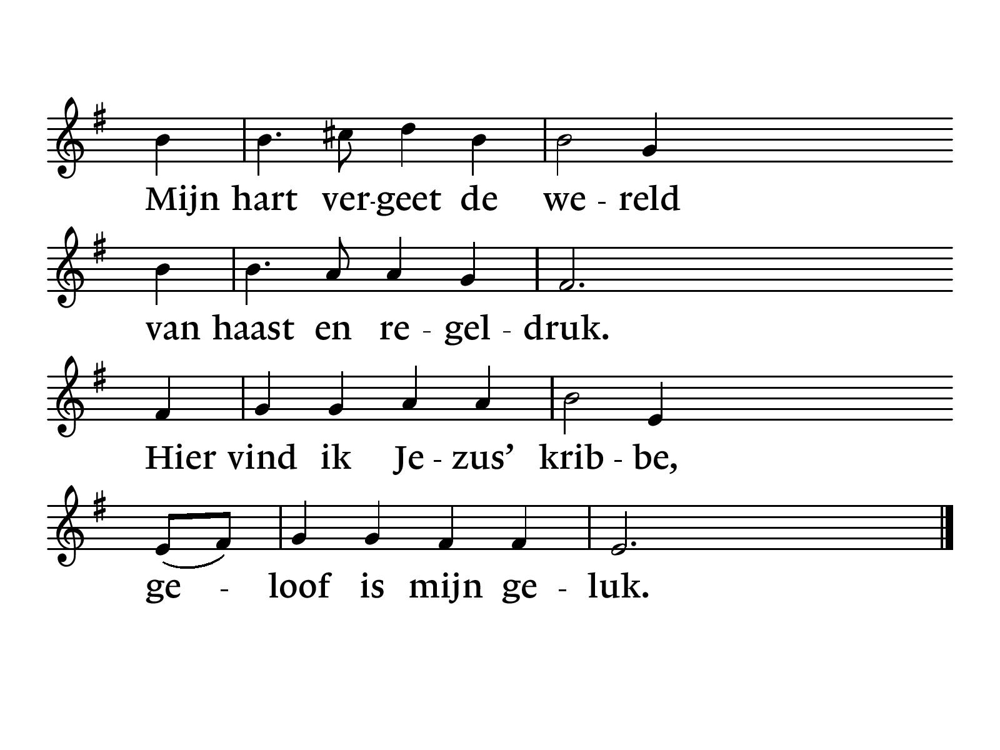 Mijn hart ver-geet de we - reld
van haast en re - gel - druk.
Hier vind ik Je - zus’ krib - be,
ge - loof is mijn ge - luk.